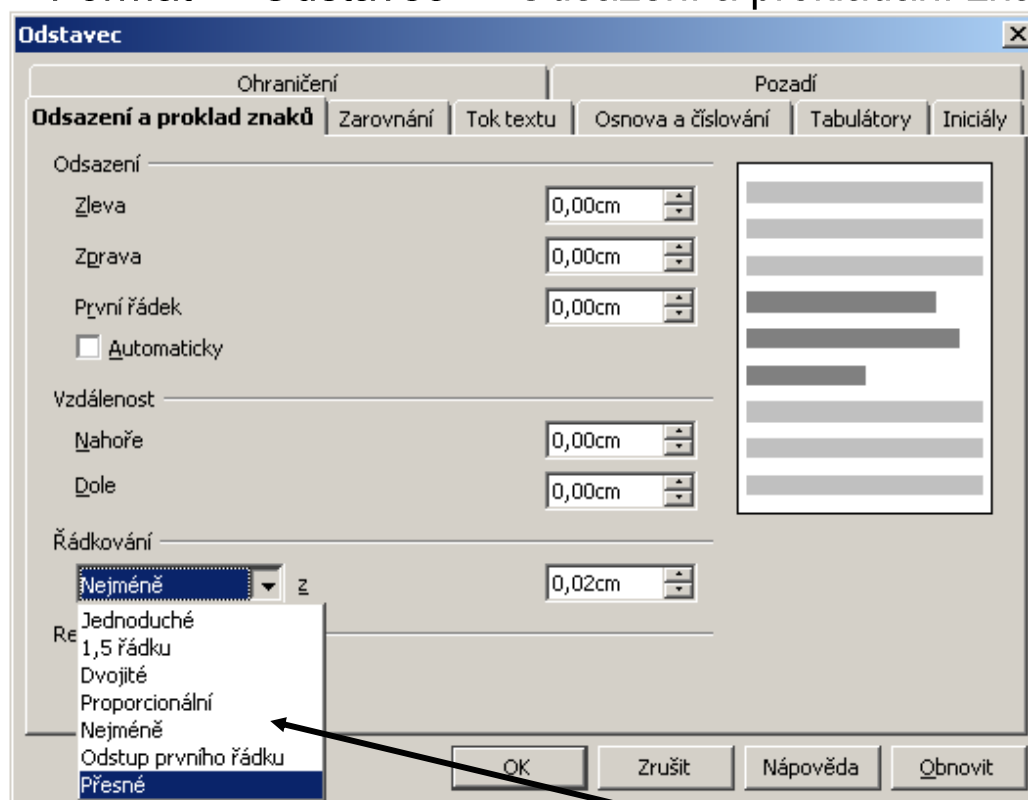 Odstavec
Ohraničení Pozadí
Odsazení a proklad znaků Zarovnání Tok textu Osnova a číslování Tabulátory Iniciály
Odsazení
Zleva 0,00cm
Zprava 0,00cm
První řádek 0,00cm
Automaticky
Vzdálenost
Nahoře 0,00cm
Dole 0,00cm
Řádkování
Nejméně z 0,02cm
Jednoduché
Re
1,5 řádku
Dvojité
Proporcionální
Nejméně
Odstup prvního řádku
Přesné
OK Zrušit Nápověda Obnovit